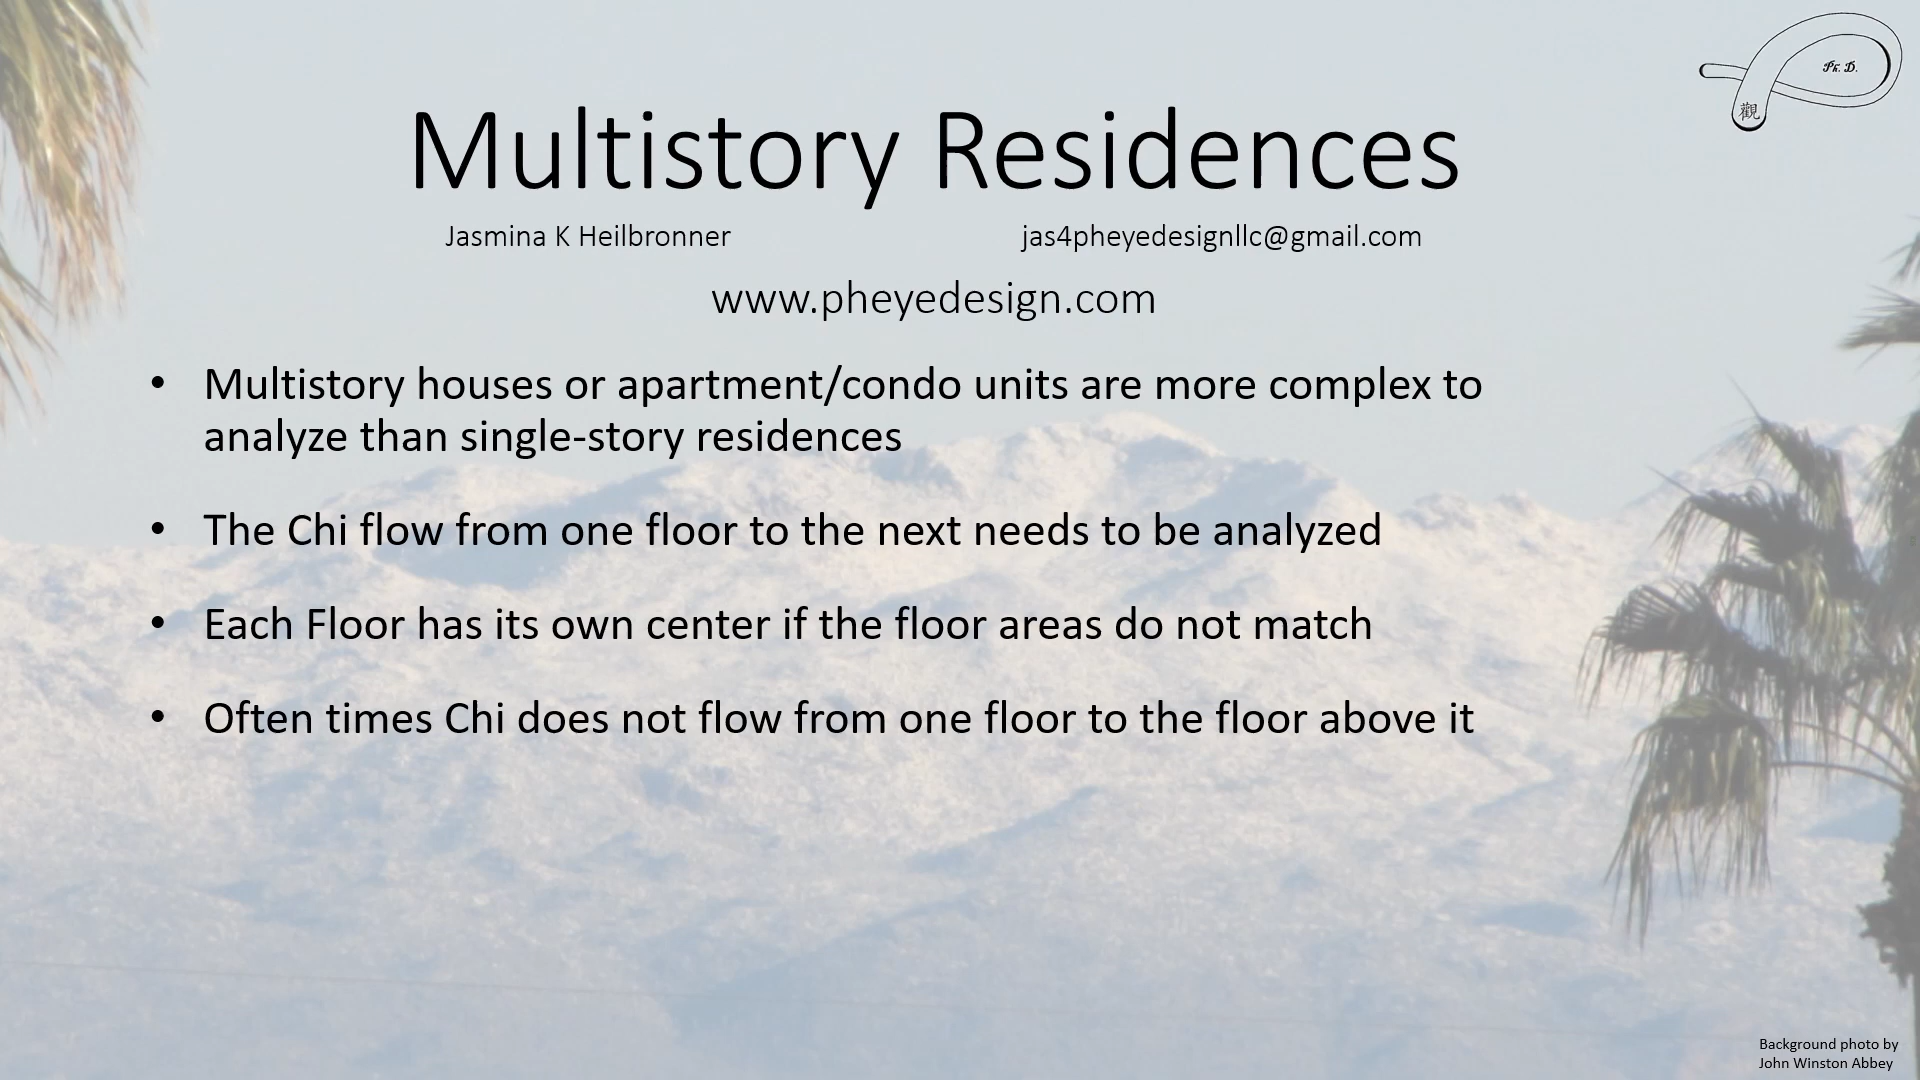 Ph. D.
觀
Multistory Residences
Jasmina K Heilbronner jas4pheyedesignllc@gmail.com
www.pheyedesign.com
• Multistory houses or apartment/condo units are more complex to
analyze than single-story residences
• The Chi flow from one floor to the next needs to be analyzed
• Each Floor has its own center if the floor areas do not match
• Often times Chi does not flow from one floor to the floor above it
Background photo by
John Winston Abbey